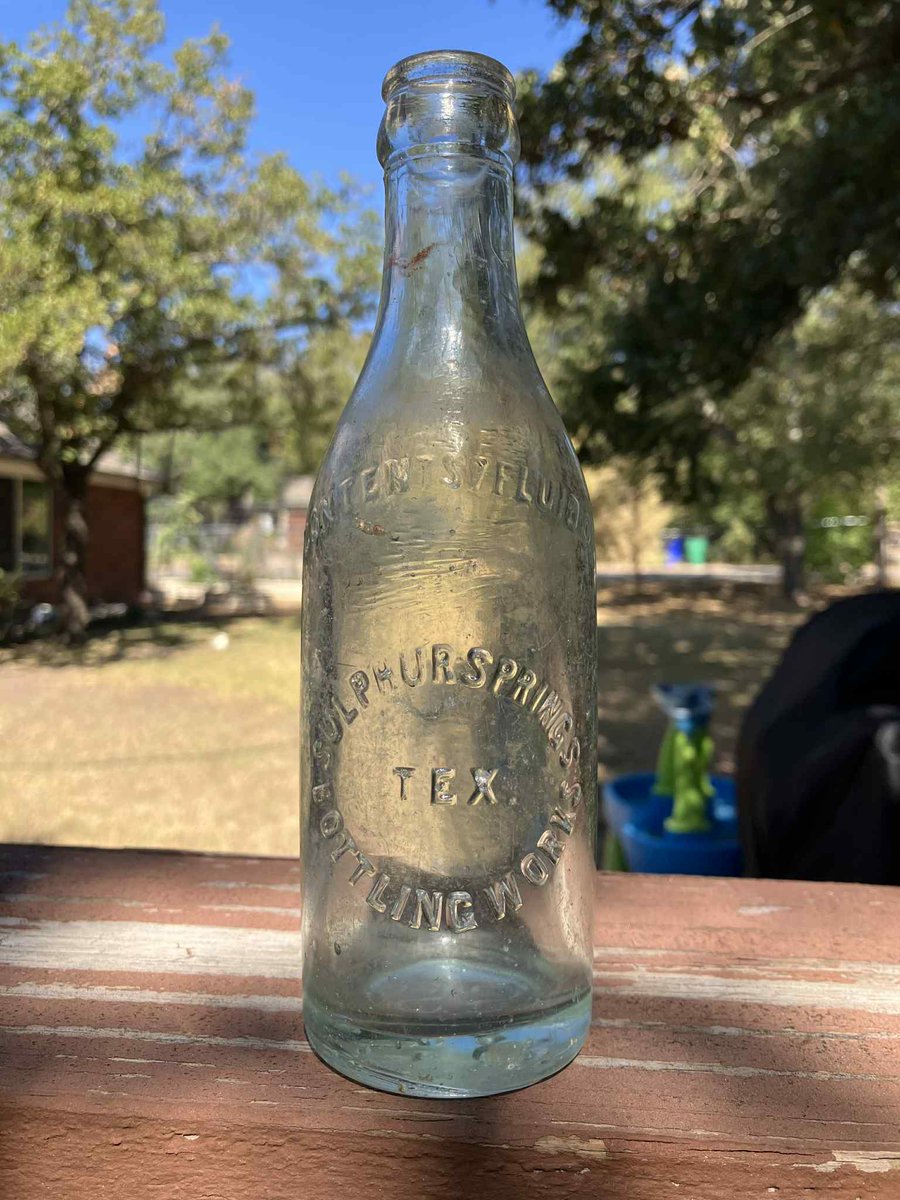 CONTENTS 7 FLUID
SULPHUR SPRINGS
TEX.
BOTTLING WORKS